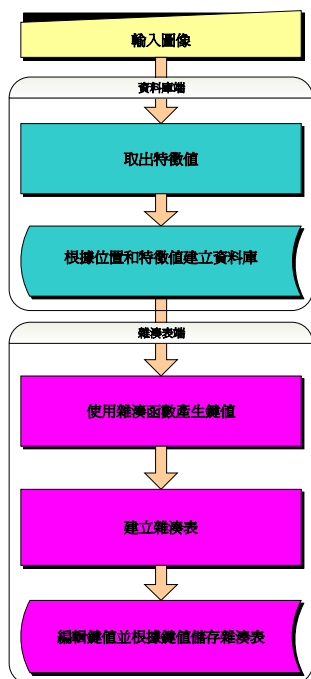 輸入圖像
資料庫端
取出特徵值
根據位置和特徵值建立資料庫
雜湊表端
使用雜湊函數產生鍵值
建立雜湊表
編輯鍵值並根據鍵值儲存雜湊表